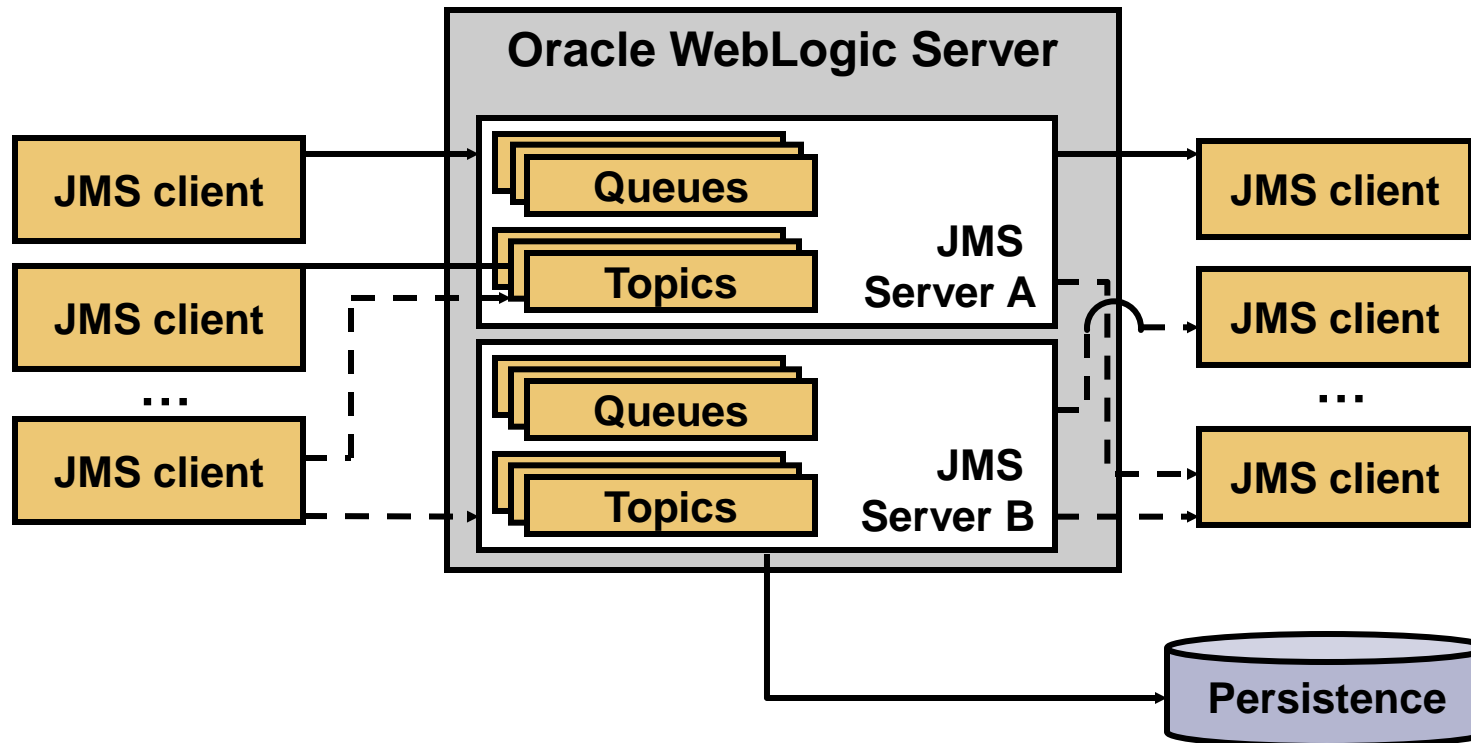 Oracle WebLogic Server
JMS client
JMS client
...
JMS client
Queues
Topics
JMS
Server A
Queues
Topics
JMS
Server B
JMS client
JMS client
...
JMS client
Persistence